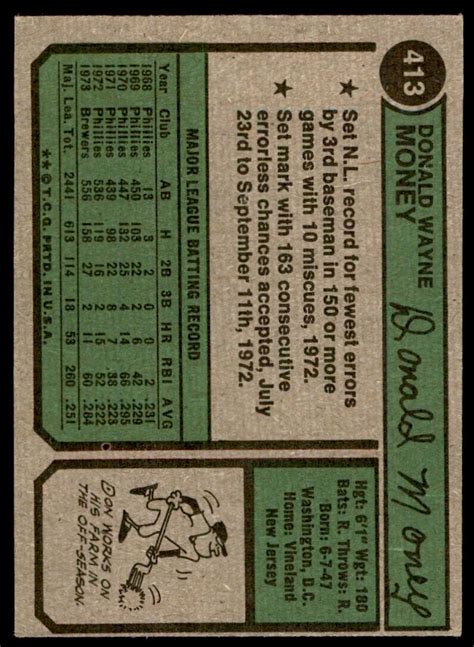 413
DONALD WAYNE
MONEY
Donald Money
★ Set N.L. record for fewest errors
by 3rd baseman in 150 or more
games with 10 miscues, 1972.
★ Set mark with 163 consecutive
errorless chances accepted, July
23rd to September 11th, 1972.
Hgt: 6'1" Wgt: 180
Bats: R. Throws: R.
Born: 6-7-47
Washington, D.C.
Home: Vineland
New Jersey
MAJOR LEAGUE BATTING RECORD
Year Club AB H 2B 3B HR RBI AVG
1968 Phillies 13 3 2 0 0 2 .231
1969 Phillies 450 103 22 2 6 42 .229
1970 Phillies 447 132 25 4 14 66 .295
1971 Phillies 439 98 22 8 7 38 .223
1972 Phillies 536 119 16 2 15 52 .222
1973 Brewers 556 158 27 2 11 60 .284
Maj. Lea. Tot. 2441 613 114 18 53 260 .251
★★ © T.C.G. PRTD. IN U.S.A.
DON WORKS ON
HIS FARM IN
THE OFF-SEASON.